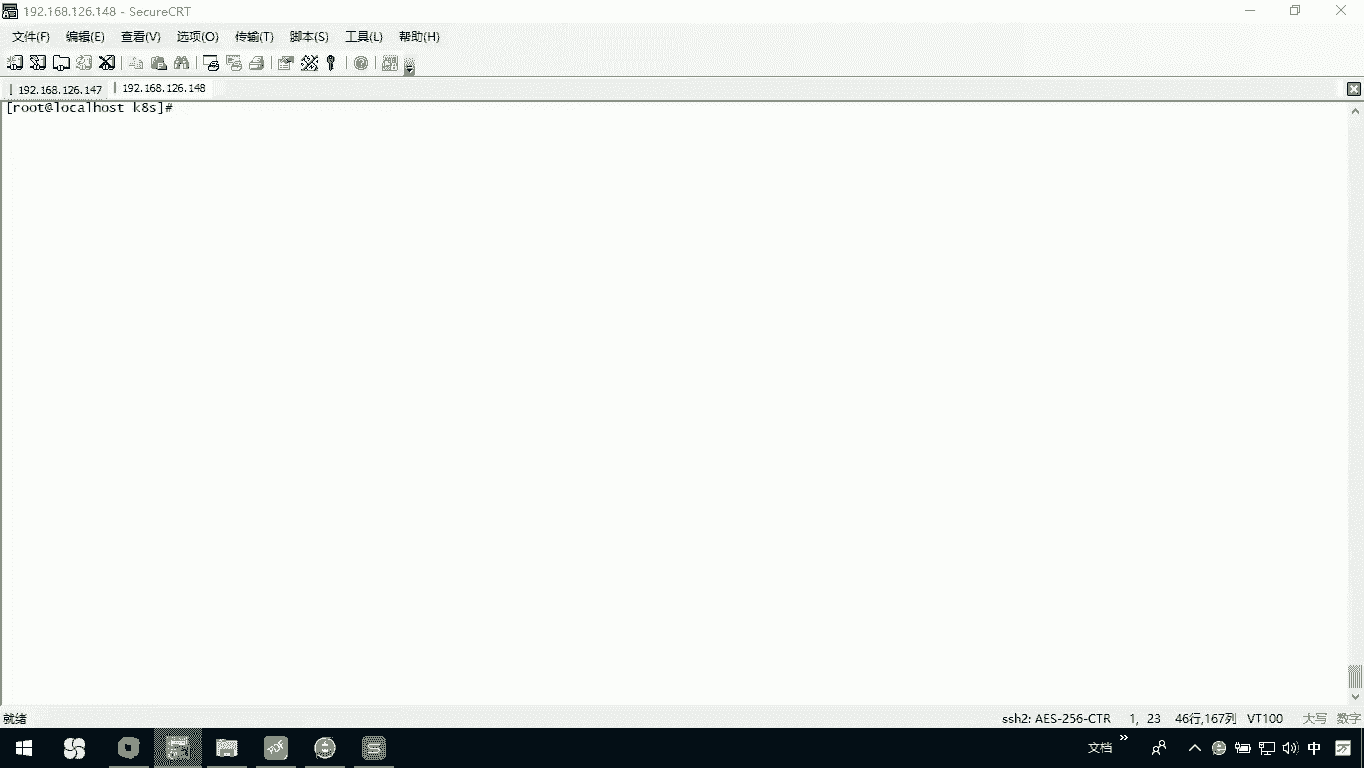 192.168.126.148 - SecureCRT
文件(F) 编辑(E) 查看(V) 选项(O) 传输(T) 脚本(S) 工具(L) 帮助(H)
192.168.126.147 192.168.126.148
[root@localhost k8s]#
就绪 ssh2: AES-256-CTR 1, 23 46行,167列 VT100 大写 数字
PDF S 文档 中